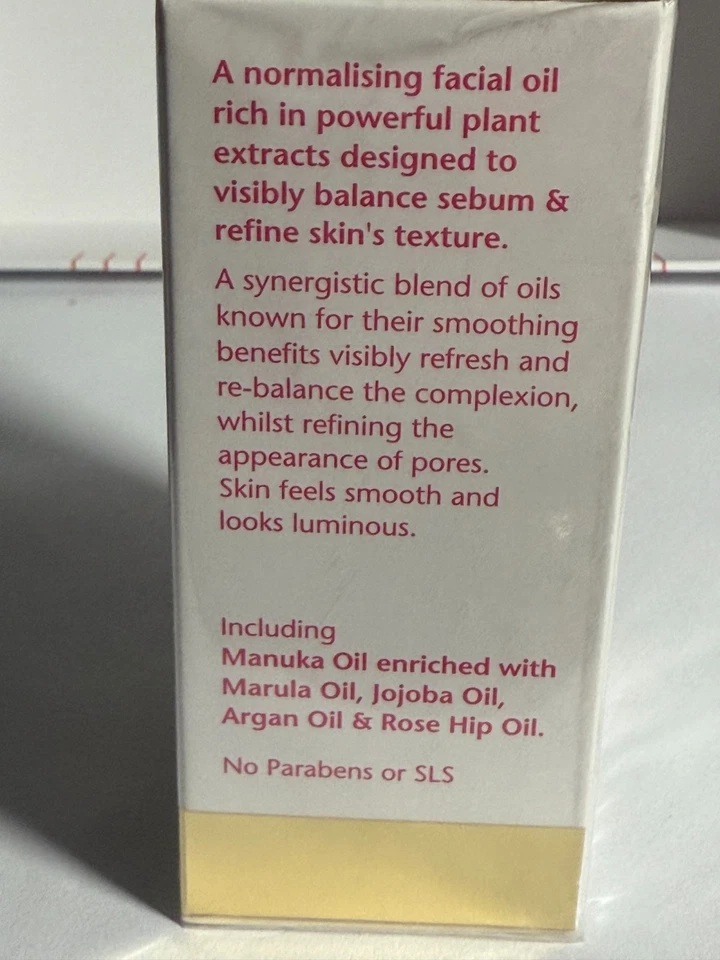 A normalising facial oil
rich in powerful plant
extracts designed to
visibly balance sebum &
refine skin's texture.
A synergistic blend of oils
known for their smoothing
benefits visibly refresh and
re-balance the complexion,
whilst refining the
appearance of pores.
Skin feels smooth and
looks luminous.
Including
Manuka Oil enriched with
Marula Oil, Jojoba Oil,
Argan Oil & Rose Hip Oil.
No Parabens or SLS